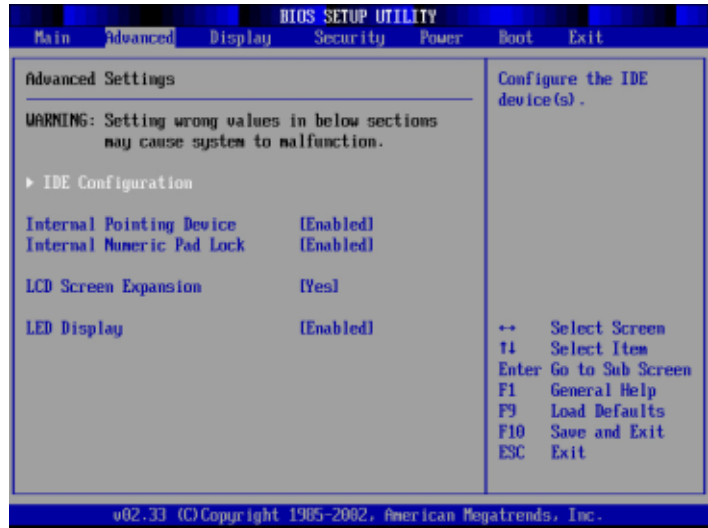 BIOS SETUP UTILITY
Main Advanced Display Security Power Boot Exit
Advanced Settings
WARNING: Setting wrong values in below sections
may cause system to malfunction.
▶ IDE Configuration
Internal Pointing Device [Enabled]
Internal Numeric Pad Lock [Enabled]
LCD Screen Expansion [Yes]
LED Display [Enabled]
Configure the IDE
device(s).
↔ Select Screen
↑↓ Select Item
Enter Go to Sub Screen
F1 General Help
F9 Load Defaults
F10 Save and Exit
ESC Exit
v02.33 (C)Copyright 1985-2002, American Megatrends, Inc.